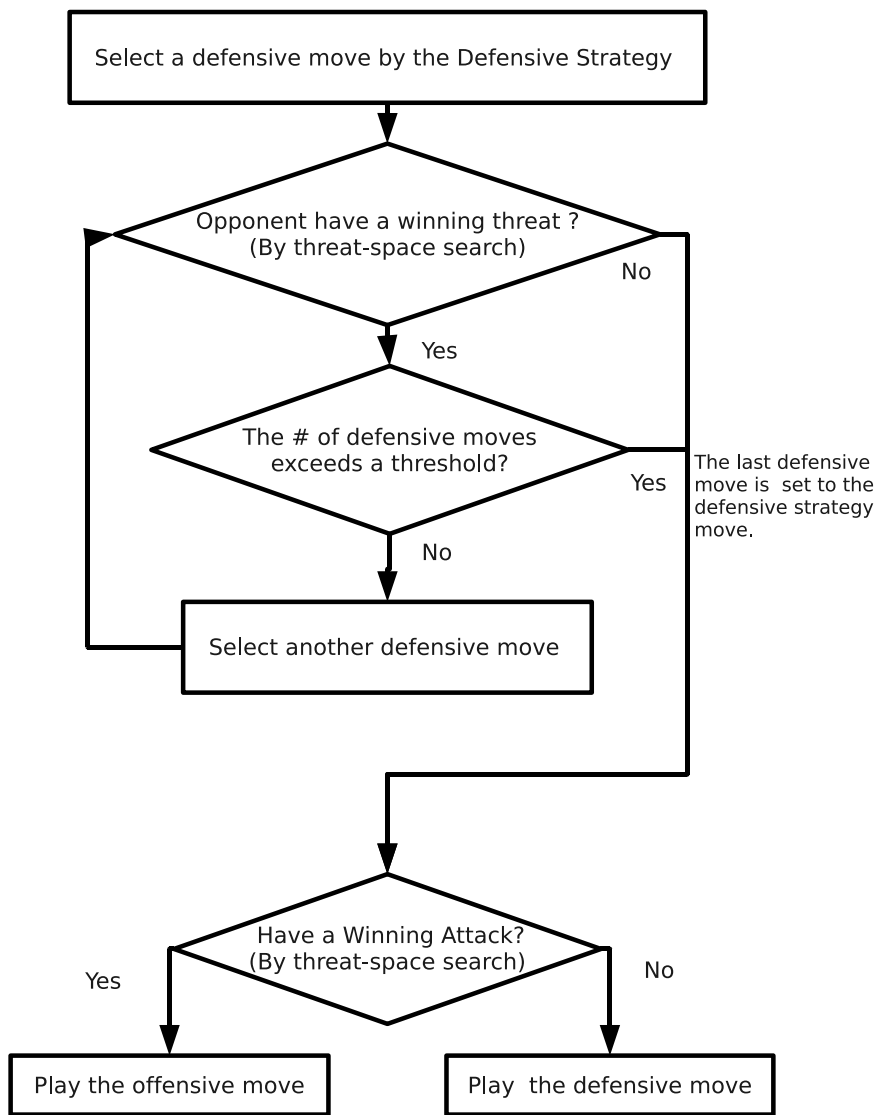 Select a defensive move by the Defensive Strategy
Opponent have a winning threat ?
(By threat-space search)
No
Yes
The # of defensive moves
exceeds a threshold?
Yes
The last defensive
move is  set to the
defensive strategy
move.
No
Select another defensive move
Have a Winning Attack?
(By threat-space search)
Yes
No
Play the offensive move
Play  the defensive move